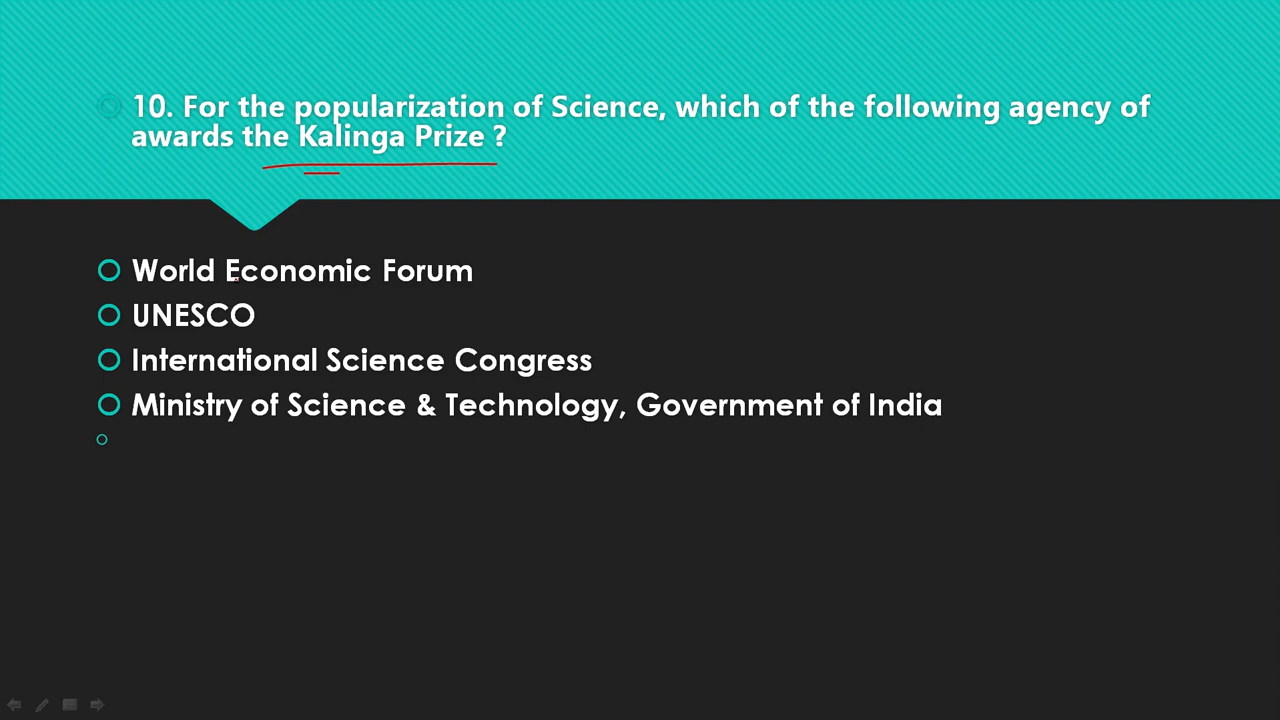 10. For the popularization of Science, which of the following agency of
awards the Kalinga Prize ?
World Economic Forum
UNESCO
International Science Congress
Ministry of Science & Technology, Government of India